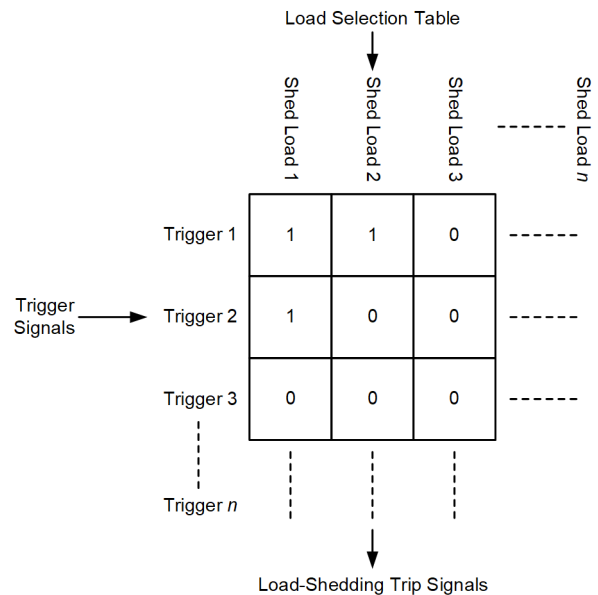 Load Selection Table
Shed Load 1
Shed Load 2
Shed Load 3
Shed Load n
Trigger 1
1
1
0
Trigger
Signals
Trigger 2
1
0
0
Trigger 3
0
0
0
Trigger n
Load-Shedding Trip Signals